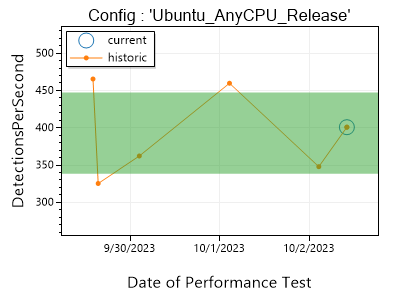 Config : 'Ubuntu_AnyCPU_Release'
current
historic
DetectionsPerSecond
500
450
400
350
300
9/30/2023
10/1/2023
10/2/2023
Date of Performance Test